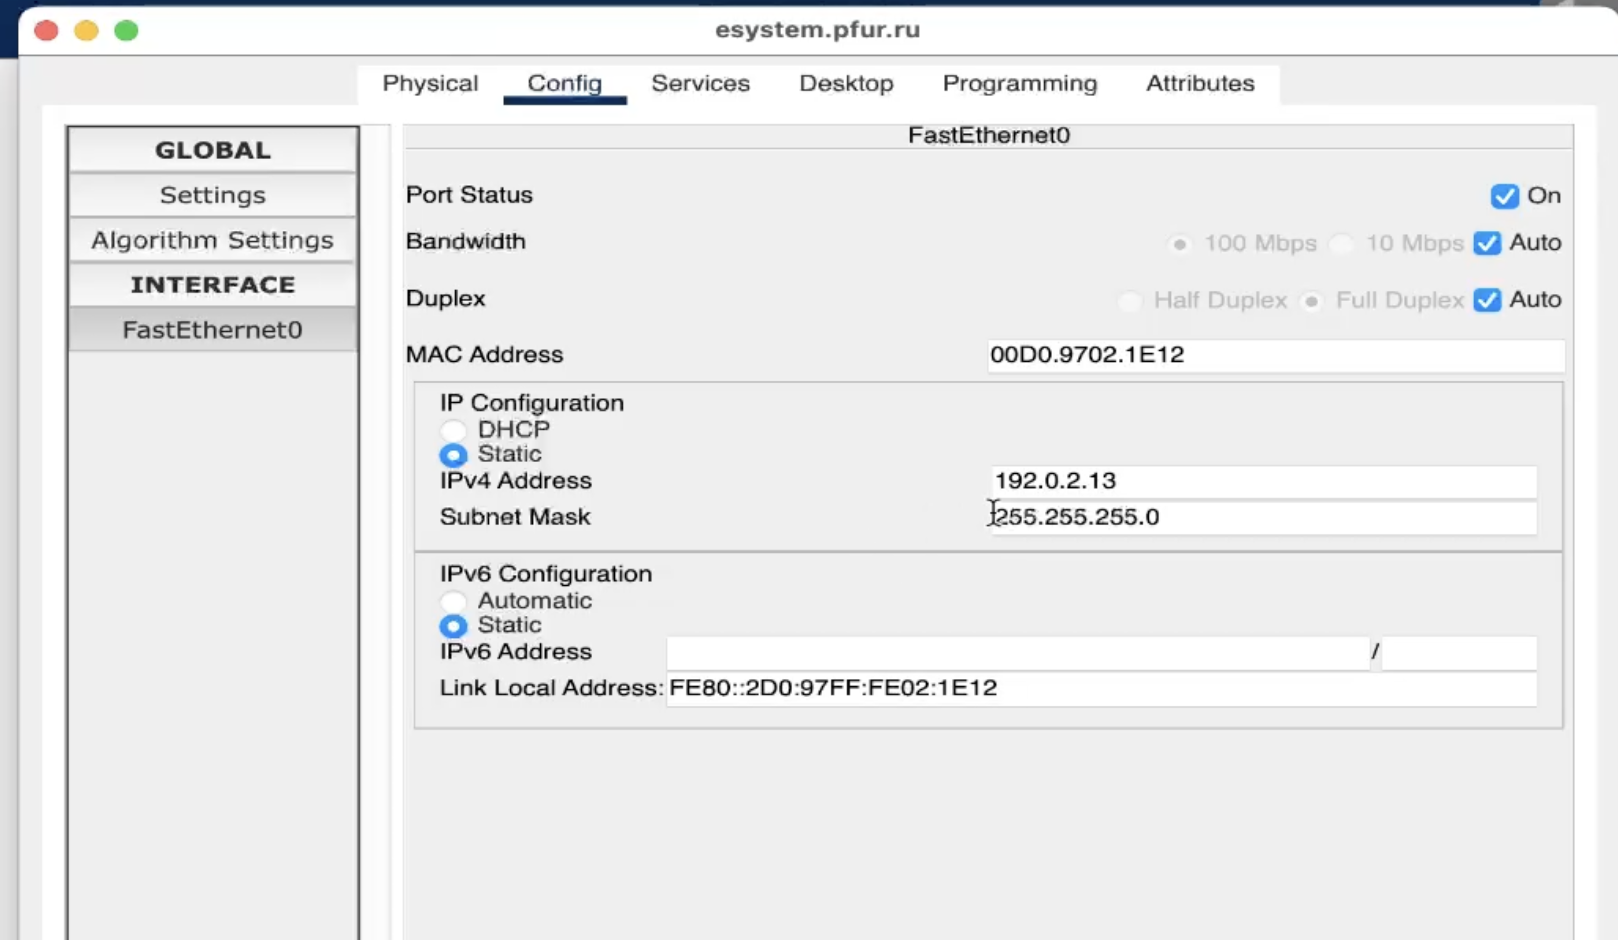 esystem.pfur.ru
Physical Config Services Desktop Programming Attributes
GLOBAL
Settings
Algorithm Settings
INTERFACE
FastEthernet0
FastEthernet0
Port Status On
Bandwidth 100 Mbps 10 Mbps Auto
Duplex Half Duplex Full Duplex Auto
MAC Address 00D0.9702.1E12
IP Configuration
DHCP
Static
IPv4 Address 192.0.2.13
Subnet Mask 255.255.255.0
IPv6 Configuration
Automatic
Static
IPv6 Address /
Link Local Address: FE80::2D0:97FF:FE02:1E12